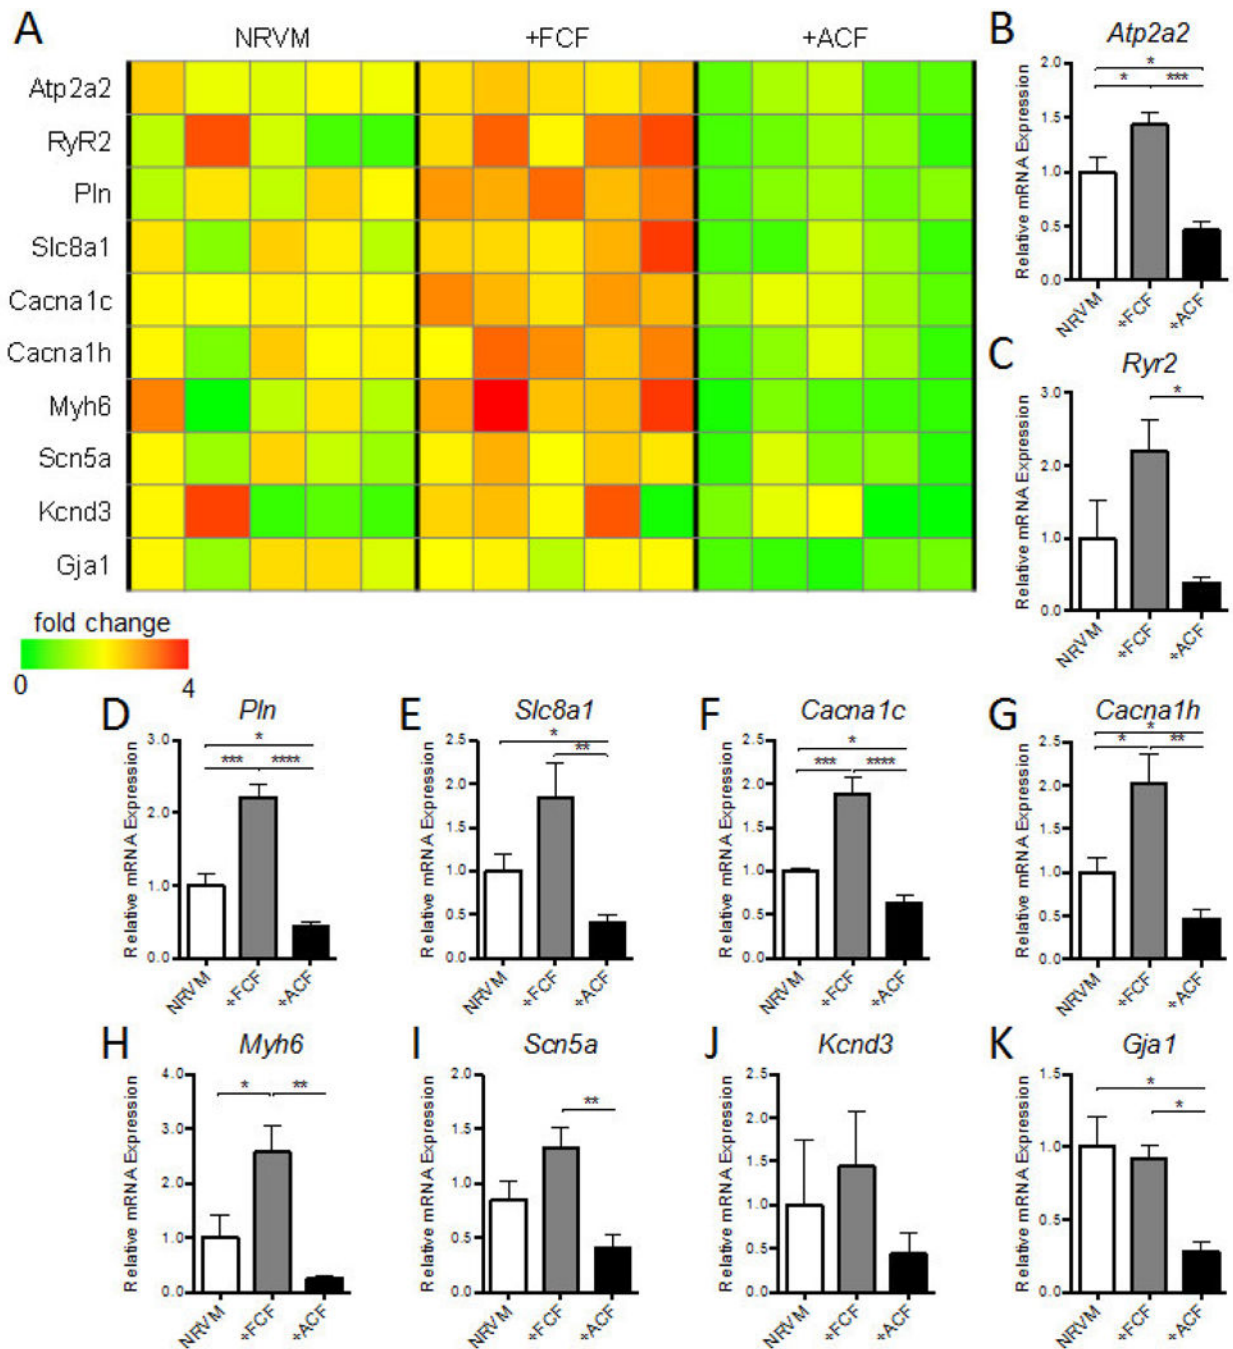 A
NRVM +FCF +ACF
Atp2a2
RyR2
Pln
Slc8a1
Cacna1c
Cacna1h
Myh6
Scn5a
Kcnd3
Gja1
fold change
0 4
B Atp2a2
Relative mRNA Expression
2.0
1.5
1.0
0.5
0.0
*
* ***
NRVM +FCF +ACF
C Ryr2
Relative mRNA Expression
3.0
2.0
1.0
0.0
*
NRVM +FCF +ACF
D Pln
Relative mRNA Expression
3.0
2.0
1.0
0.0
*
*** ****
NRVM +FCF +ACF
E Slc8a1
Relative mRNA Expression
2.5
2.0
1.5
1.0
0.5
0.0
*
**
NRVM +FCF +ACF
F Cacna1c
Relative mRNA Expression
2.5
2.0
1.5
1.0
0.5
0.0
*
*** ****
NRVM +FCF +ACF
G Cacna1h
Relative mRNA Expression
2.5
2.0
1.5
1.0
0.5
0.0
*
* **
NRVM +FCF +ACF
H Myh6
Relative mRNA Expression
4.0
3.0
2.0
1.0
0.0
* **
NRVM +FCF +ACF
I Scn5a
Relative mRNA Expression
2.0
1.5
1.0
0.5
0.0
**
NRVM +FCF +ACF
J Kcnd3
Relative mRNA Expression
2.5
2.0
1.5
1.0
0.5
0.0
NRVM +FCF +ACF
K Gja1
Relative mRNA Expression
1.5
1.0
0.5
0.0
*
*
NRVM +FCF +ACF